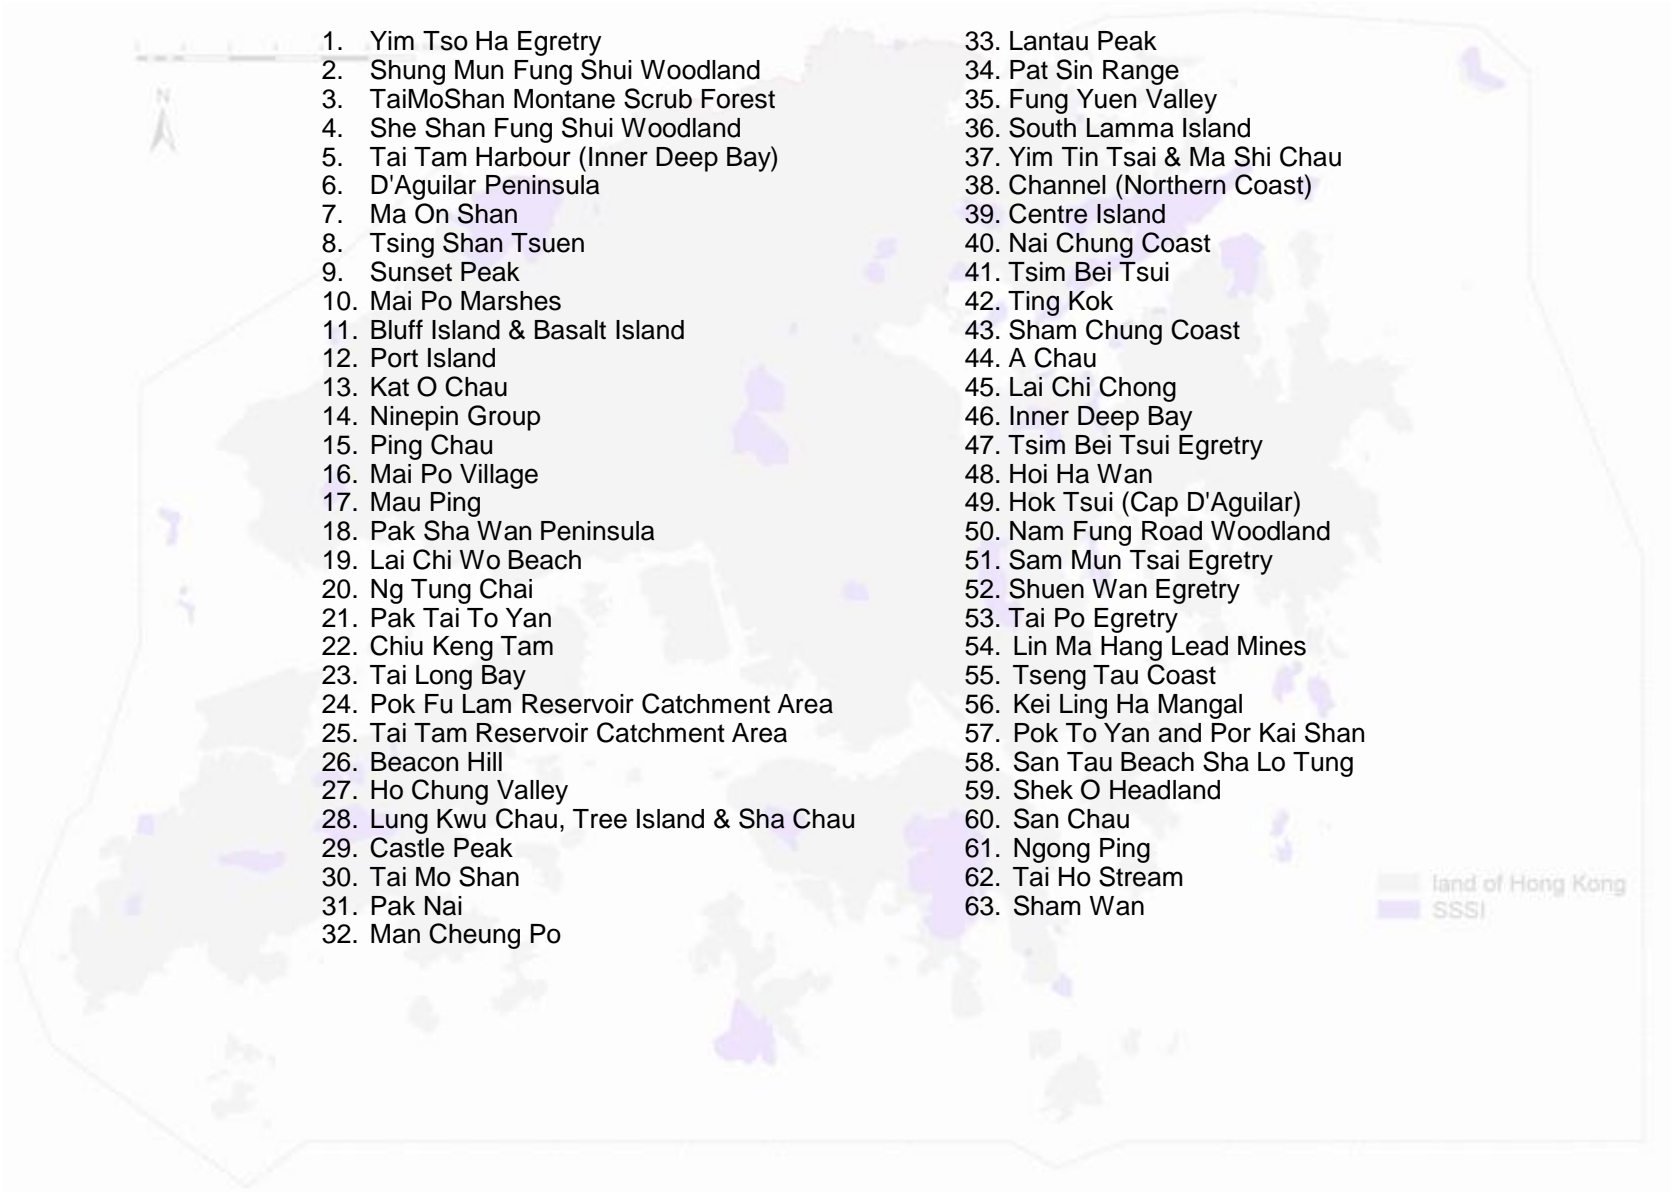 1. Yim Tso Ha Egretry
2. Shung Mun Fung Shui Woodland
3. TaiMoShan Montane Scrub Forest
4. She Shan Fung Shui Woodland
5. Tai Tam Harbour (Inner Deep Bay)
6. D'Aguilar Peninsula
7. Ma On Shan
8. Tsing Shan Tsuen
9. Sunset Peak
10. Mai Po Marshes
11. Bluff Island & Basalt Island
12. Port Island
13. Kat O Chau
14. Ninepin Group
15. Ping Chau
16. Mai Po Village
17. Mau Ping
18. Pak Sha Wan Peninsula
19. Lai Chi Wo Beach
20. Ng Tung Chai
21. Pak Tai To Yan
22. Chiu Keng Tam
23. Tai Long Bay
24. Pok Fu Lam Reservoir Catchment Area
25. Tai Tam Reservoir Catchment Area
26. Beacon Hill
27. Ho Chung Valley
28. Lung Kwu Chau, Tree Island & Sha Chau
29. Castle Peak
30. Tai Mo Shan
31. Pak Nai
32. Man Cheung Po
33. Lantau Peak
34. Pat Sin Range
35. Fung Yuen Valley
36. South Lamma Island
37. Yim Tin Tsai & Ma Shi Chau
38. Channel (Northern Coast)
39. Centre Island
40. Nai Chung Coast
41. Tsim Bei Tsui
42. Ting Kok
43. Sham Chung Coast
44. A Chau
45. Lai Chi Chong
46. Inner Deep Bay
47. Tsim Bei Tsui Egretry
48. Hoi Ha Wan
49. Hok Tsui (Cap D'Aguilar)
50. Nam Fung Road Woodland
51. Sam Mun Tsai Egretry
52. Shuen Wan Egretry
53. Tai Po Egretry
54. Lin Ma Hang Lead Mines
55. Tseng Tau Coast
56. Kei Ling Ha Mangal
57. Pok To Yan and Por Kai Shan
58. San Tau Beach Sha Lo Tung
59. Shek O Headland
60. San Chau
61. Ngong Ping
62. Tai Ho Stream
63. Sham Wan
N
land of Hong Kong
SSSI